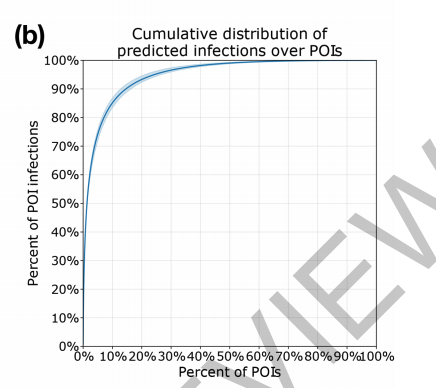 (b)
Cumulative distribution of
predicted infections over POIs
100%
90%
80%
70%
60%
50%
40%
30%
20%
10%
0%
Percent of POI infections
0% 10% 20% 30% 40% 50% 60% 70% 80% 90% 100%
Percent of POIs
VIEW